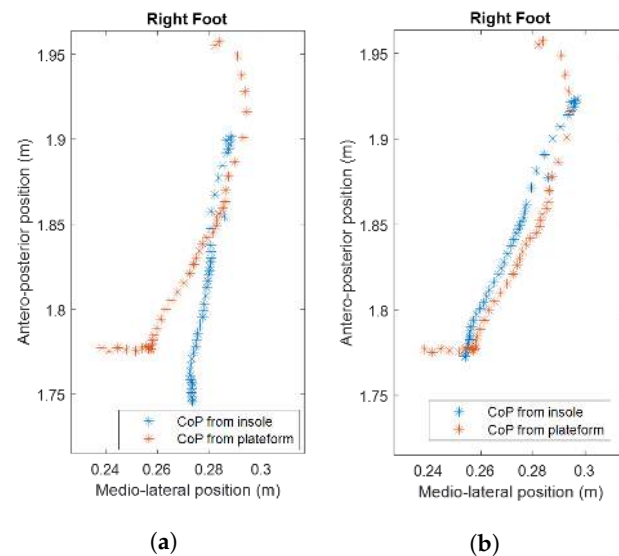 Right Foot
1.95
1.9
1.85
1.8
1.75
Antero-posterior position (m)
0.24 0.26 0.28 0.3
Medio-lateral position (m)
CoP from insole
CoP from plateform
(a)
Right Foot
1.95
1.9
1.85
1.8
1.75
Antero-posterior position (m)
0.24 0.26 0.28 0.3
Medio-lateral position (m)
CoP from insole
CoP from plateform
(b)